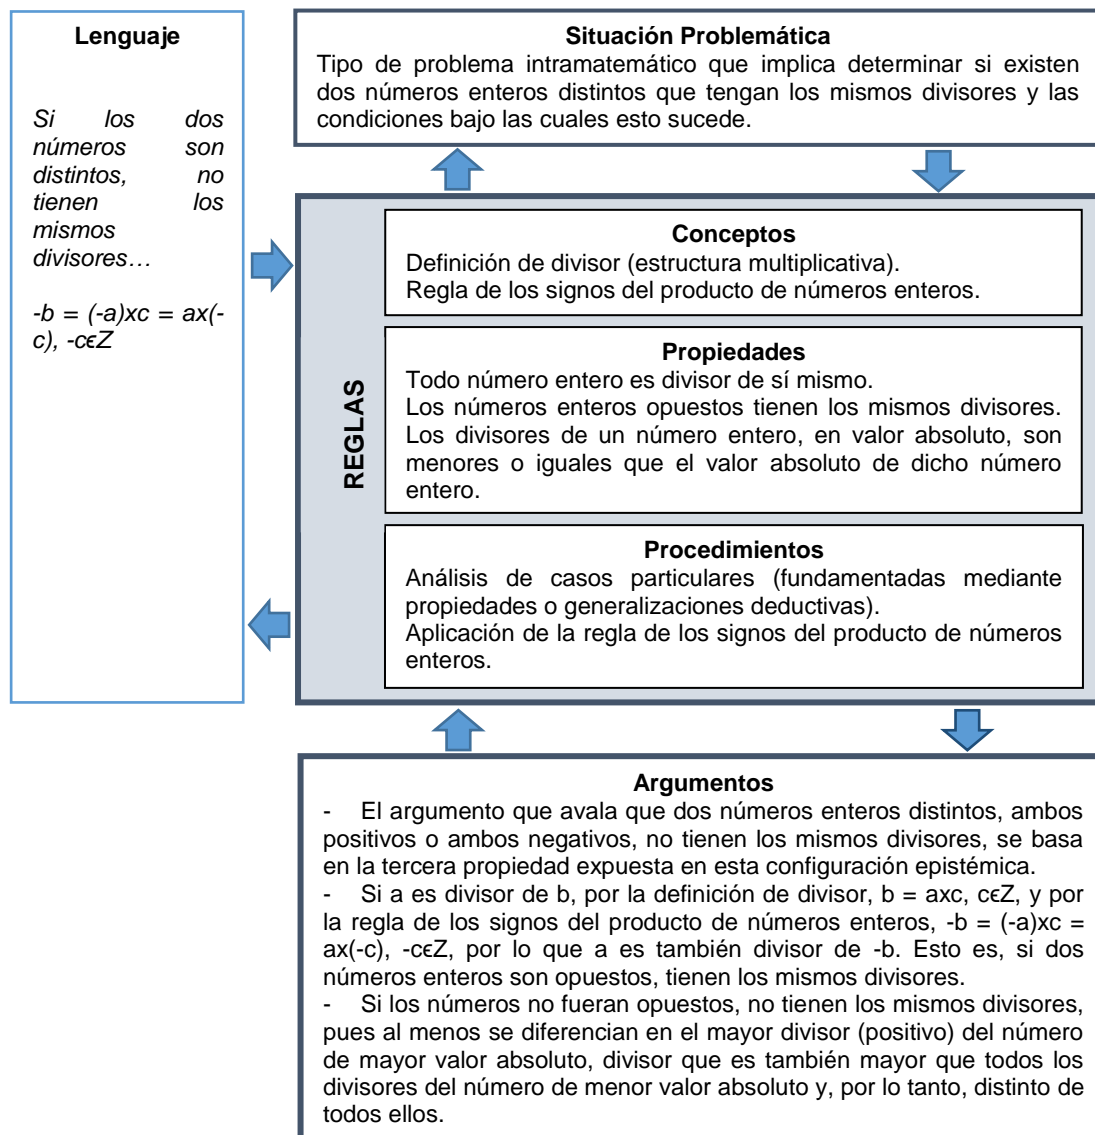 Lenguaje
Si los dos
números son
distintos, no
tienen los
mismos
divisores...
-b = (-a)xc = ax(-
c), -cϵZ
Situación Problemática
Tipo de problema intramatemático que implica determinar si existen
dos números enteros distintos que tengan los mismos divisores y las
condiciones bajo las cuales esto sucede.
REGLAS
Conceptos
Definición de divisor (estructura multiplicativa).
Regla de los signos del producto de números enteros.
Propiedades
Todo número entero es divisor de sí mismo.
Los números enteros opuestos tienen los mismos divisores.
Los divisores de un número entero, en valor absoluto, son
menores o iguales que el valor absoluto de dicho número
entero.
Procedimientos
Análisis de casos particulares (fundamentadas mediante
propiedades o generalizaciones deductivas).
Aplicación de la regla de los signos del producto de números
enteros.
Argumentos
- El argumento que avala que dos números enteros distintos, ambos
positivos o ambos negativos, no tienen los mismos divisores, se basa
en la tercera propiedad expuesta en esta configuración epistémica.
- Si a es divisor de b, por la definición de divisor, b = axc, cϵZ, y por
la regla de los signos del producto de números enteros, -b = (-a)xc =
ax(-c), -cϵZ, por lo que a es también divisor de -b. Esto es, si dos
números enteros son opuestos, tienen los mismos divisores.
- Si los números no fueran opuestos, no tienen los mismos divisores,
pues al menos se diferencian en el mayor divisor (positivo) del número
de mayor valor absoluto, divisor que es también mayor que todos los
divisores del número de menor valor absoluto y, por lo tanto, distinto de
todos ellos.